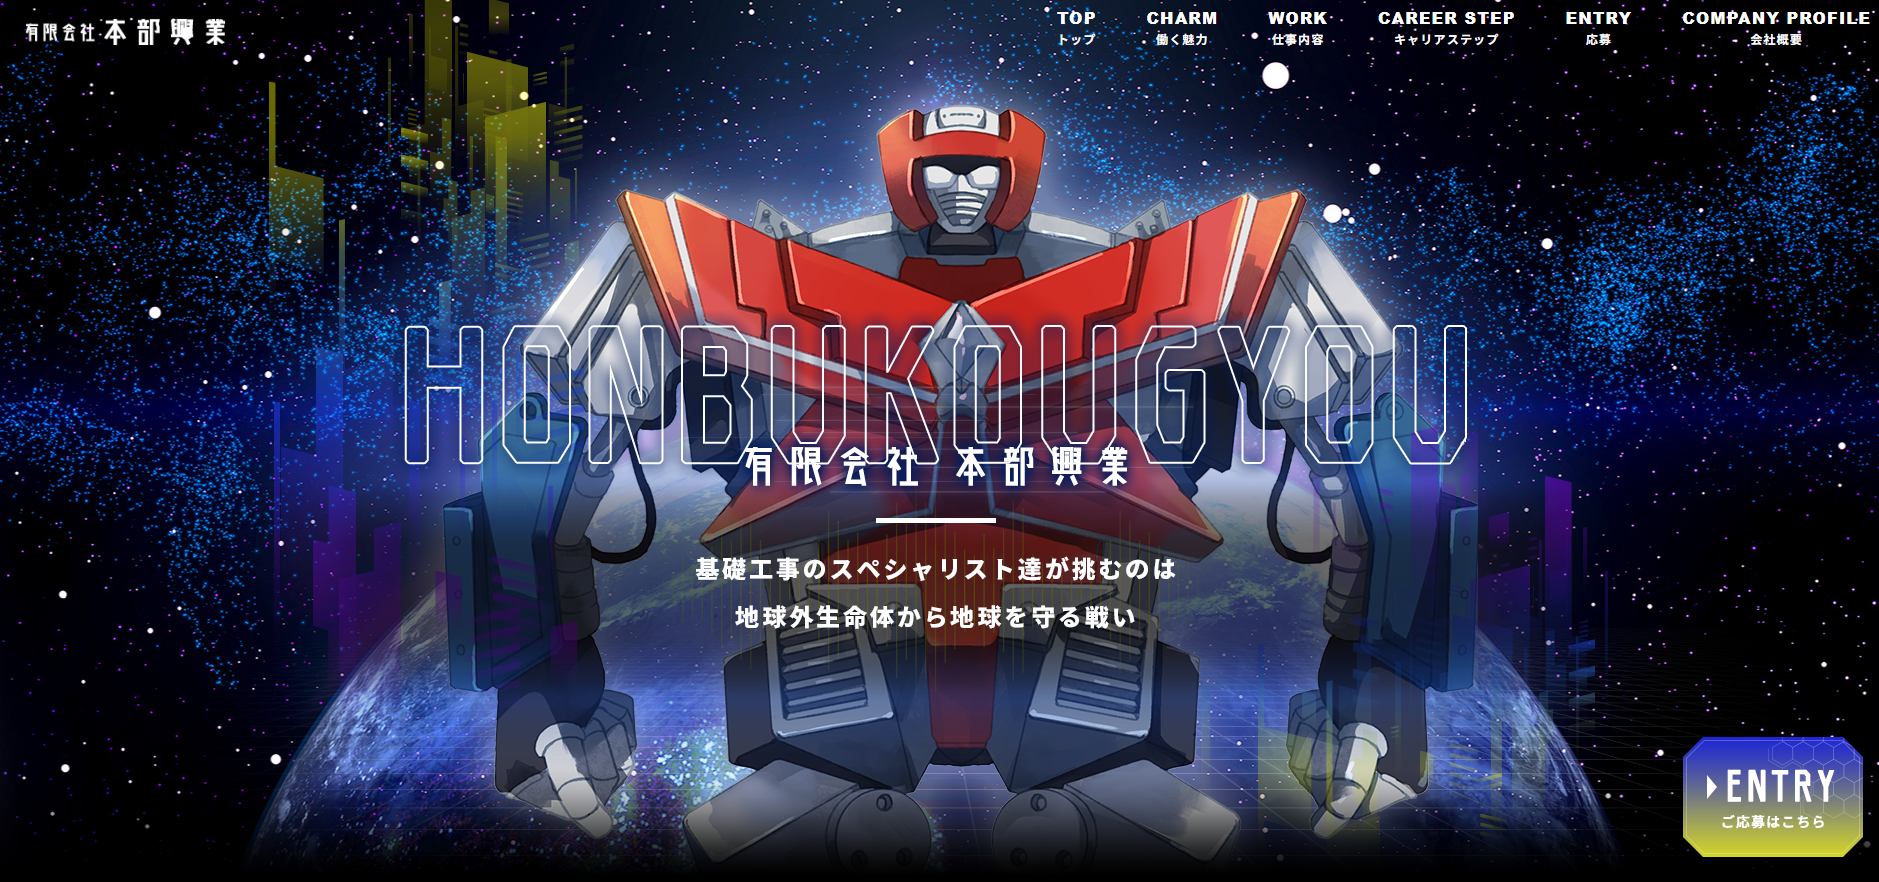 有限会社 本部興業
TOP
トップ
CHARM
働く魅力
WORK
仕事内容
CAREER STEP
キャリアステップ
ENTRY
応募
COMPANY PROFILE
会社概要
HONBUKOUGYOU
有限会社 本部興業
基礎工事のスペシャリスト達が挑むのは
地球外生命体から地球を守る戦い
ENTRY
ご応募はこちら